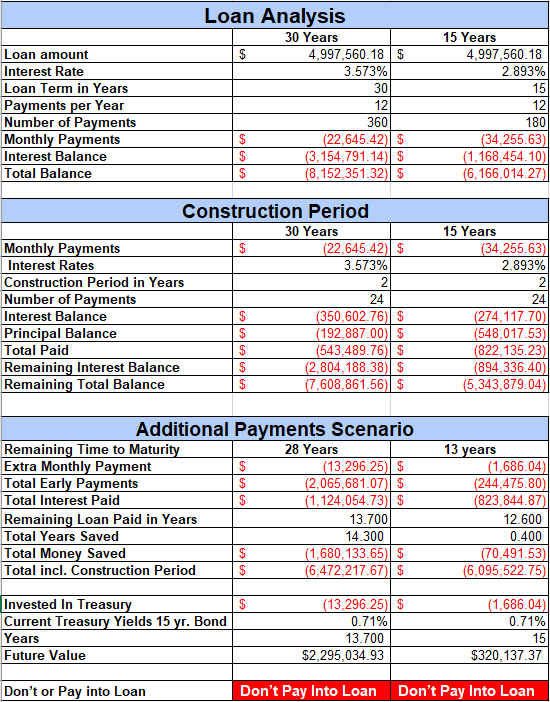 Loan Analysis
30 Years 15 Years
Loan amount $ 4,997,560.18 $ 4,997,560.18
Interest Rate 3.573% 2.893%
Loan Term in Years 30 15
Payments per Year 12 12
Number of Payments 360 180
Monthly Payments $ (22,645.42) $ (34,255.63)
Interest Balance $ (3,154,791.14) $ (1,168,454.10)
Total Balance $ (8,152,351.32) $ (6,166,014.27)
Construction Period
30 Years 15 Years
Monthly Payments $ (22,645.42) $ (34,255.63)
Interest Rates 3.573% 2.893%
Construction Period in Years 2 2
Number of Payments 24 24
Interest Balance $ (350,602.76) $ (274,117.70)
Principal Balance $ (192,887.00) $ (548,017.53)
Total Paid $ (543,489.76) $ (822,135.23)
Remaining Interest Balance $ (2,804,188.38) $ (894,336.40)
Remaining Total Balance $ (7,608,861.56) $ (5,343,879.04)
Additional Payments Scenario
Remaining Time to Maturity 28 Years 13 years
Extra Monthly Payment $ (13,296.25) $ (1,686.04)
Total Early Payments $ (2,065,681.07) $ (244,475.80)
Total Interest Paid $ (1,124,054.73) $ (823,844.87)
Remaining Loan Paid in Years 13.700 12.600
Total Years Saved 14.300 0.400
Total Money Saved $ (1,680,133.65) $ (70,491.53)
Total incl. Construction Period $ (6,472,217.67) $ (6,095,522.75)
Invested In Treasury $ (13,296.25) $ (1,686.04)
Current Treasury Yields 15 yr. Bond 0.71% 0.71%
Years 13.700 15
Future Value $2,295,034.93 $320,137.37
Don't or Pay into Loan Don't Pay Into Loan Don't Pay Into Loan